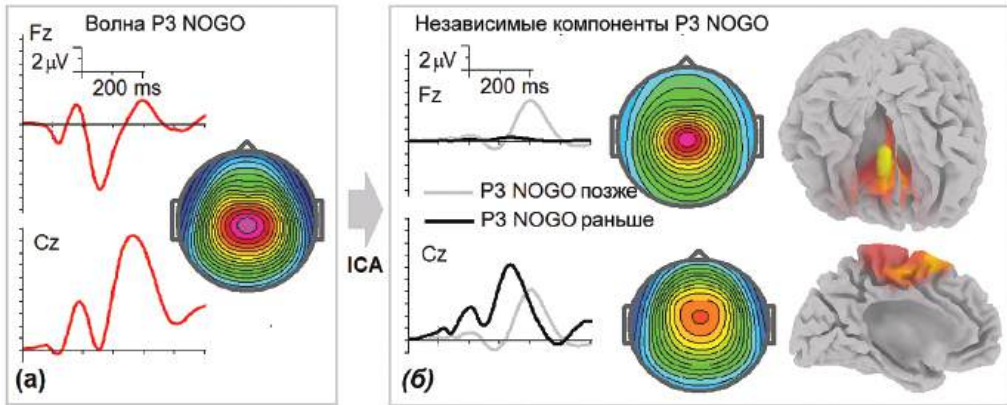 Волна P3 NOGO
Fz
2 μV
200 ms
Cz
(а)
ICA
Независимые компоненты P3 NOGO
2 μV
200 ms
Fz
P3 NOGO позже
P3 NOGO раньше
Cz
(б)